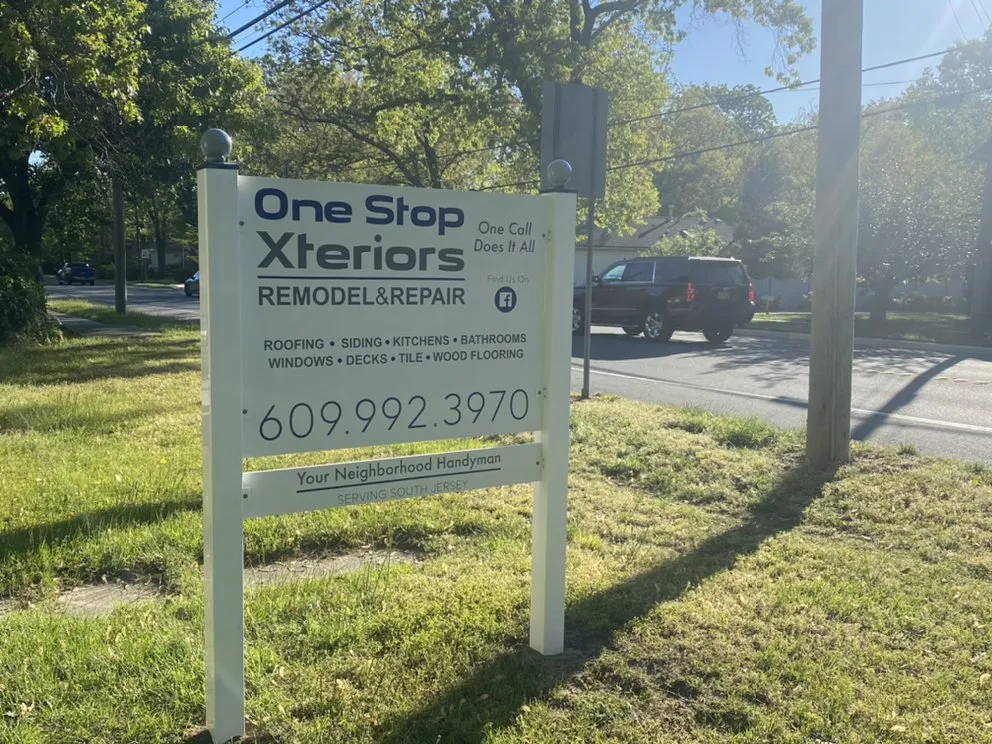 One Stop
Xteriors
REMODEL&REPAIR
One Call
Does It All
Find Us On
f
ROOFING • SIDING • KITCHENS • BATHROOMS
WINDOWS • DECKS • TILE • WOOD FLOORING
609.992.3970
Your Neighborhood Handyman
SERVING SOUTH JERSEY